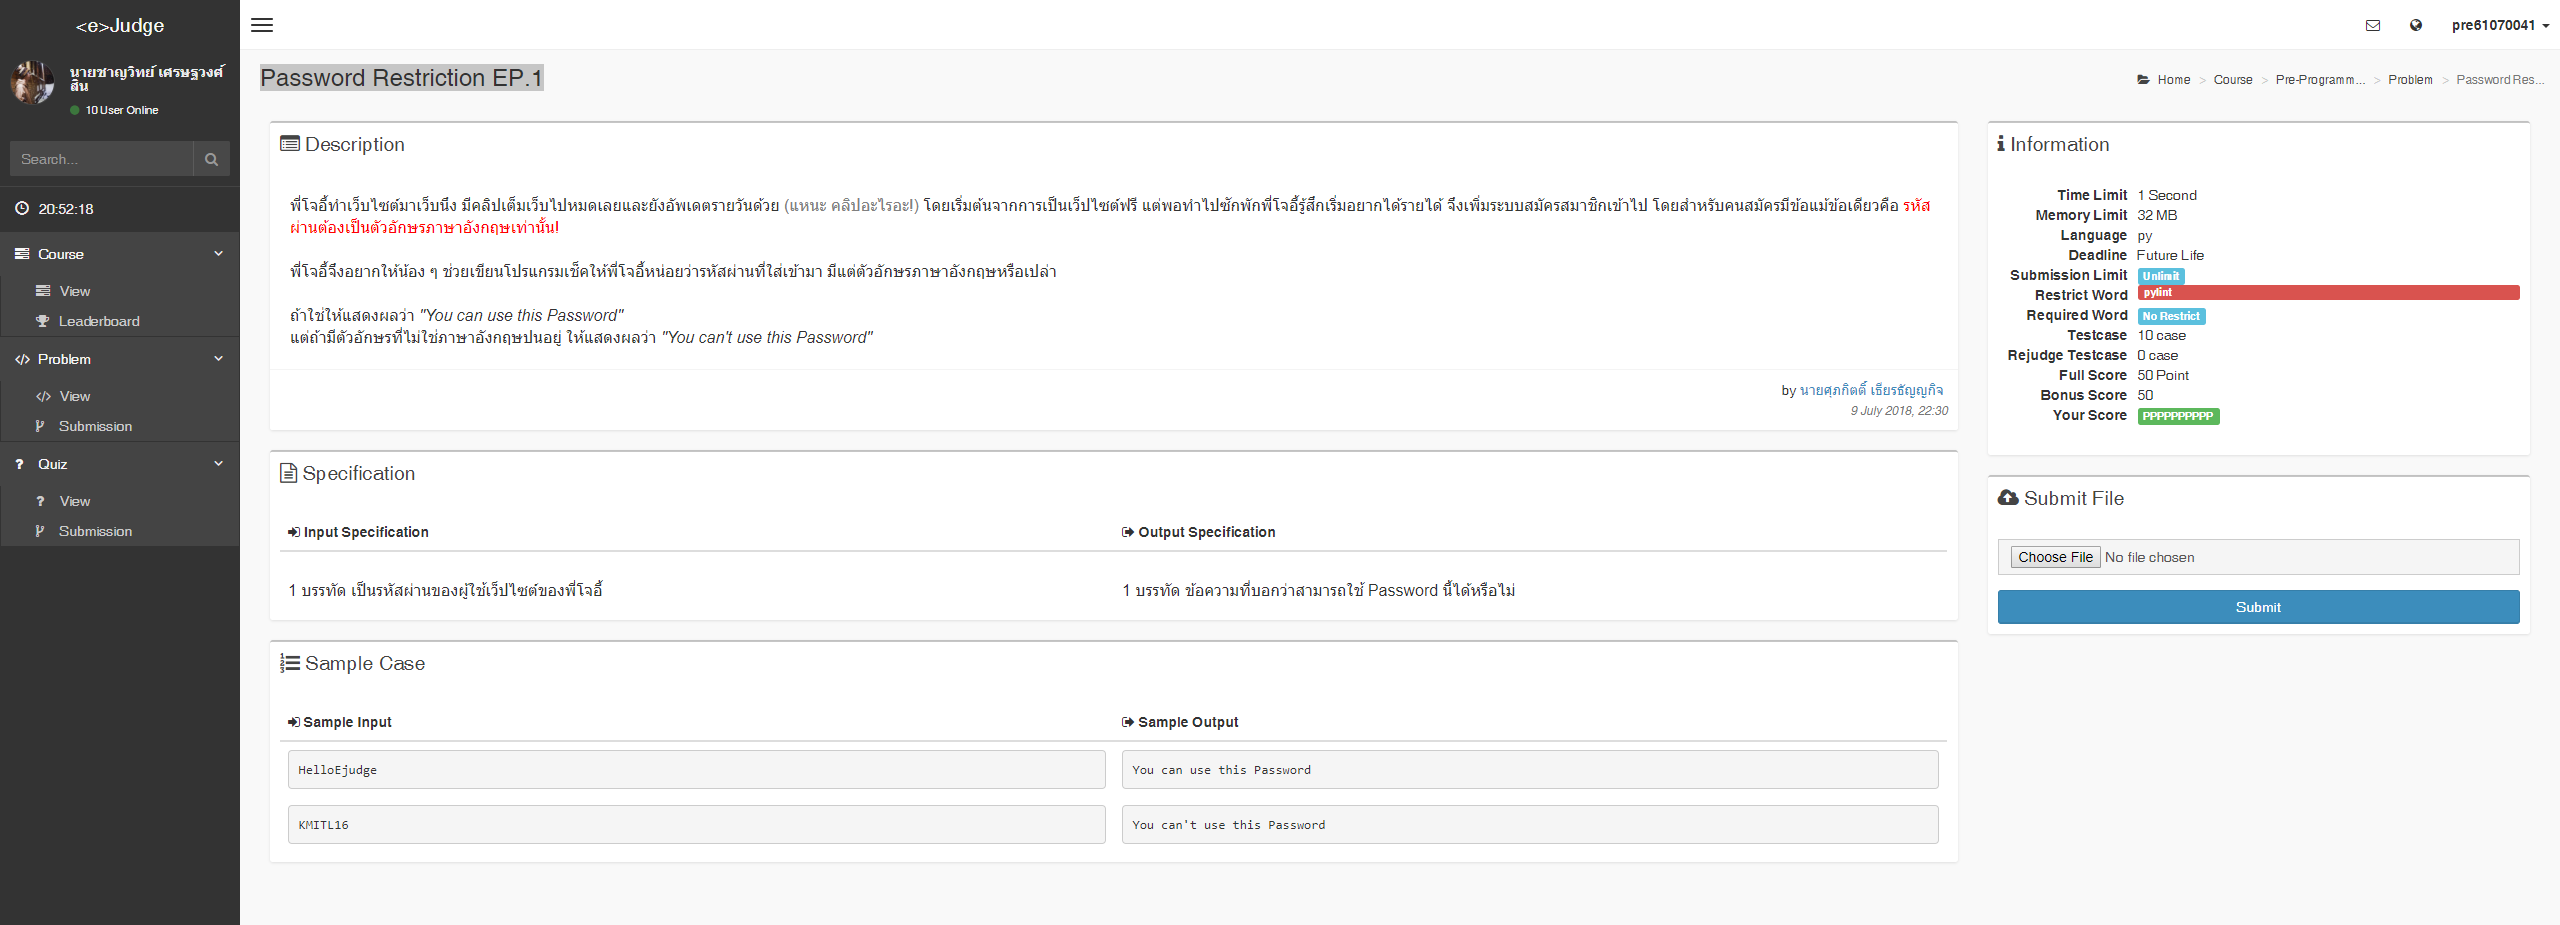 <e>Judge
pre61070041
นายชาญวิทย์ เศรษฐวงศ์
สิน
10 User Online
Search...
20:52:18
Course
View
Leaderboard
Problem
View
Submission
Quiz
View
Submission
Password Restriction EP.1
Home > Course > Pre-Programm... > Problem > Password Res...
Description
พี่โจอี้ทำเว็บไซต์มาเว็บนึง มีคลิปเต็มเว็บไปหมดเลยและยังอัพเดตรายวันด้วย (แหนะ คลิปอะไรอะ!) โดยเริ่มต้นจากการเป็นเว็ปไซต์ฟรี แต่พอทำไปซักพักพี่โจอี้รู้สึกเริ่มอยากได้รายได้ จึงเพิ่มระบบสมัครสมาชิกเข้าไป โดยสำหรับคนสมัครมีข้อแม้ข้อเดียวคือ รหัส
ผ่านต้องเป็นตัวอักษรภาษาอังกฤษเท่านั้น!
พี่โจอี้จึงอยากให้น้อง ๆ ช่วยเขียนโปรแกรมเช็คให้พี่โจอี้หน่อยว่ารหัสผ่านที่ใส่เข้ามา มีแต่ตัวอักษรภาษาอังกฤษหรือเปล่า
ถ้าใช่ให้แสดงผลว่า "You can use this Password"
แต่ถ้ามีตัวอักษรที่ไม่ใช่ภาษาอังกฤษปนอยู่ ให้แสดงผลว่า "You can't use this Password"
by นายศุภกิตติ์ เธียรธัญญกิจ
9 July 2018, 22:30
Specification
Input Specification
Output Specification
1 บรรทัด เป็นรหัสผ่านของผู้ใช้เว็ปไซต์ของพี่โจอี้
1 บรรทัด ข้อความที่บอกว่าสามารถใช้ Password นี้ได้หรือไม่
Sample Case
Sample Input
Sample Output
HelloEjudge
You can use this Password
KMITL16
You can't use this Password
Information
Time Limit 1 Second
Memory Limit 32 MB
Language py
Deadline Future Life
Submission Limit Unlimit
Restrict Word pylint
Required Word No Restrict
Testcase 10 case
Rejudge Testcase 0 case
Full Score 50 Point
Bonus Score 50
Your Score PPPPPPPPPP
Submit File
Choose File No file chosen
Submit